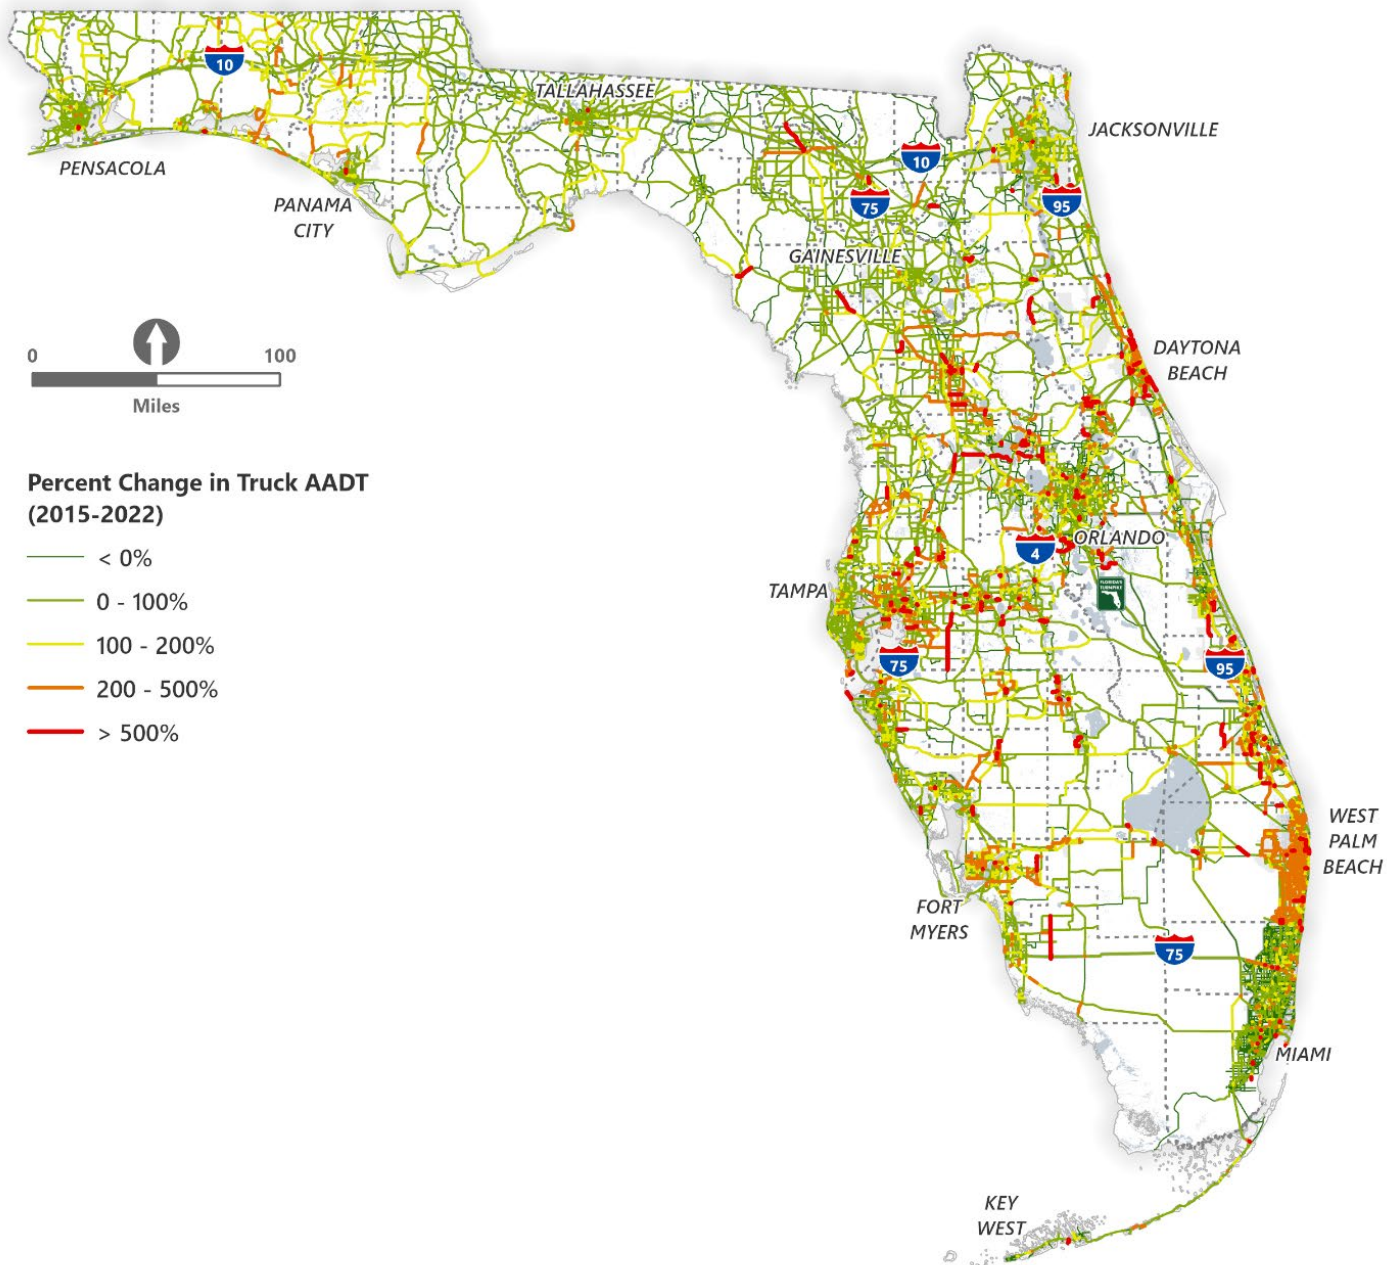 10
TALLAHASSEE
JACKSONVILLE
PENSACOLA
10
75
95
PANAMA
CITY
GAINESVILLE
0 100
Miles
DAYTONA
BEACH
Percent Change in Truck AADT
(2015-2022)
< 0%
0 - 100%
100 - 200%
200 - 500%
> 500%
ORLANDO
4
TAMPA
FLORIDA'S
TURNPIKE
75
95
WEST
PALM
BEACH
FORT
MYERS
75
MIAMI
KEY
WEST